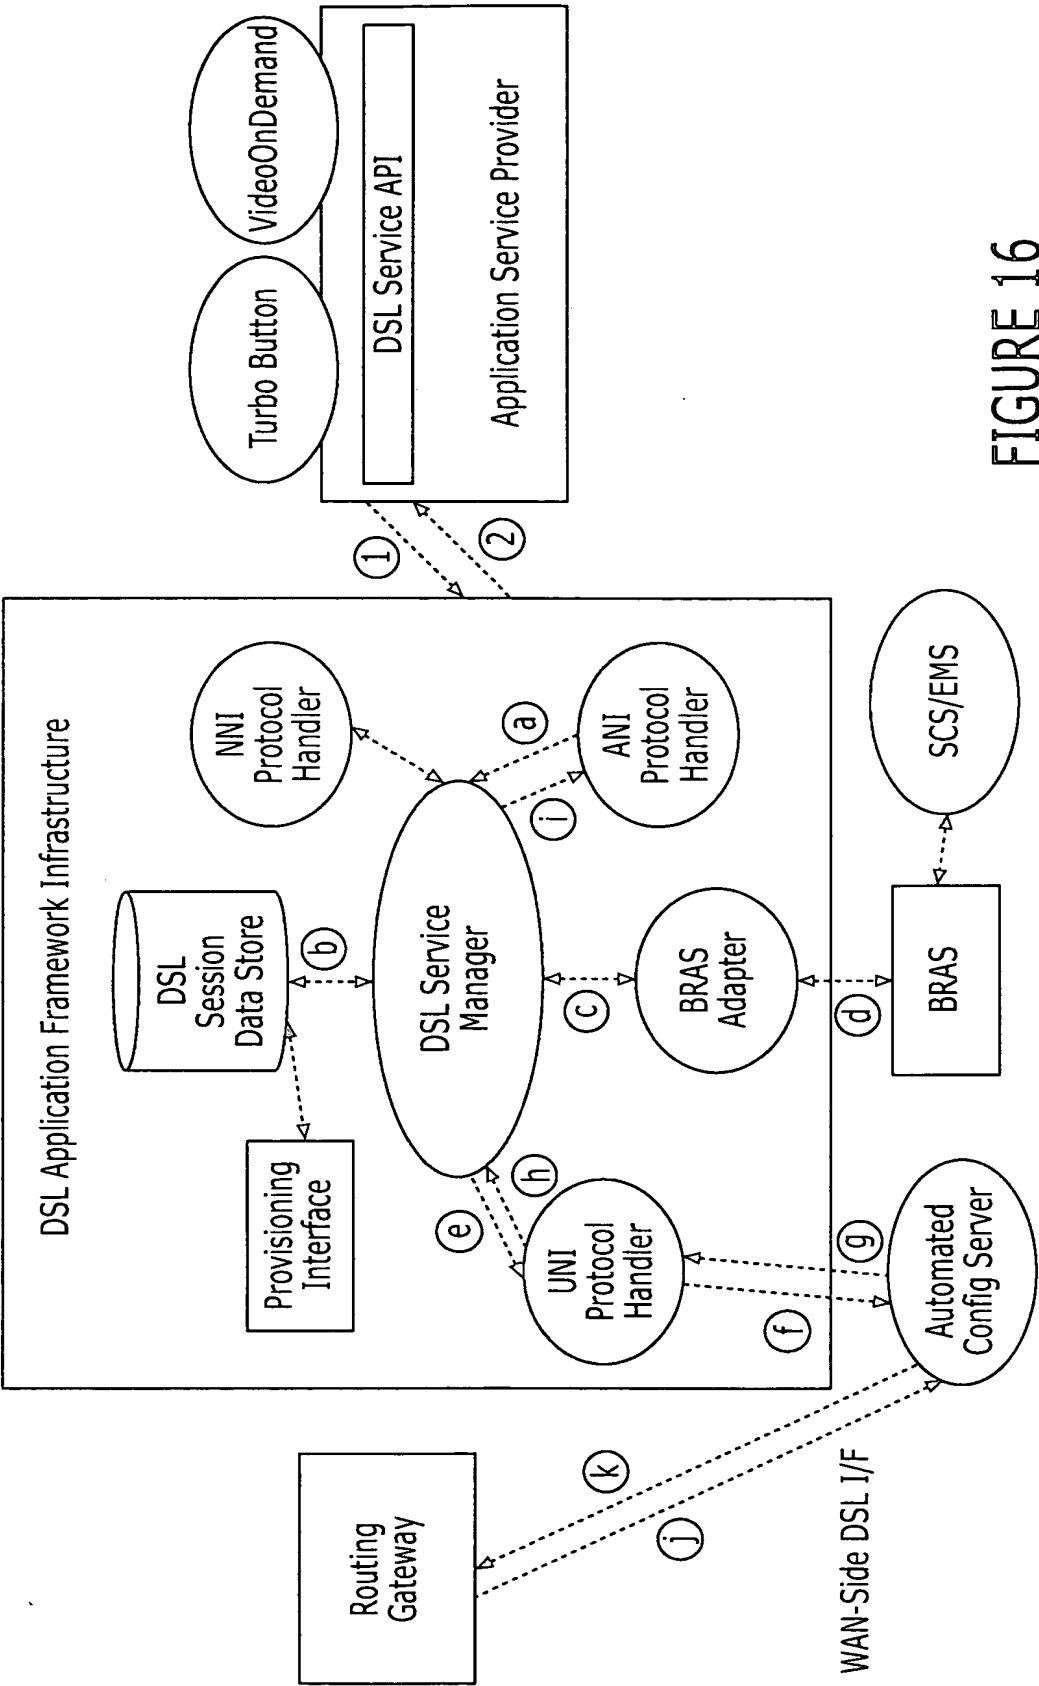 DSL Application Framework Infrastructure
Provisioning
Interface
DSL
Session
Data Store
NNI
Protocol
Handler
b
DSL Service
Manager
e
h
a
i
c
UNI
Protocol
Handler
BRAS
Adapter
ANI
Protocol
Handler
f
g
d
Routing
Gateway
k
j
WAN-Side DSL I/F
Automated
Config Server
BRAS
SCS/EMS
1
2
Turbo Button
VideoOnDemand
DSL Service API
Application Service Provider
FIGURE 16